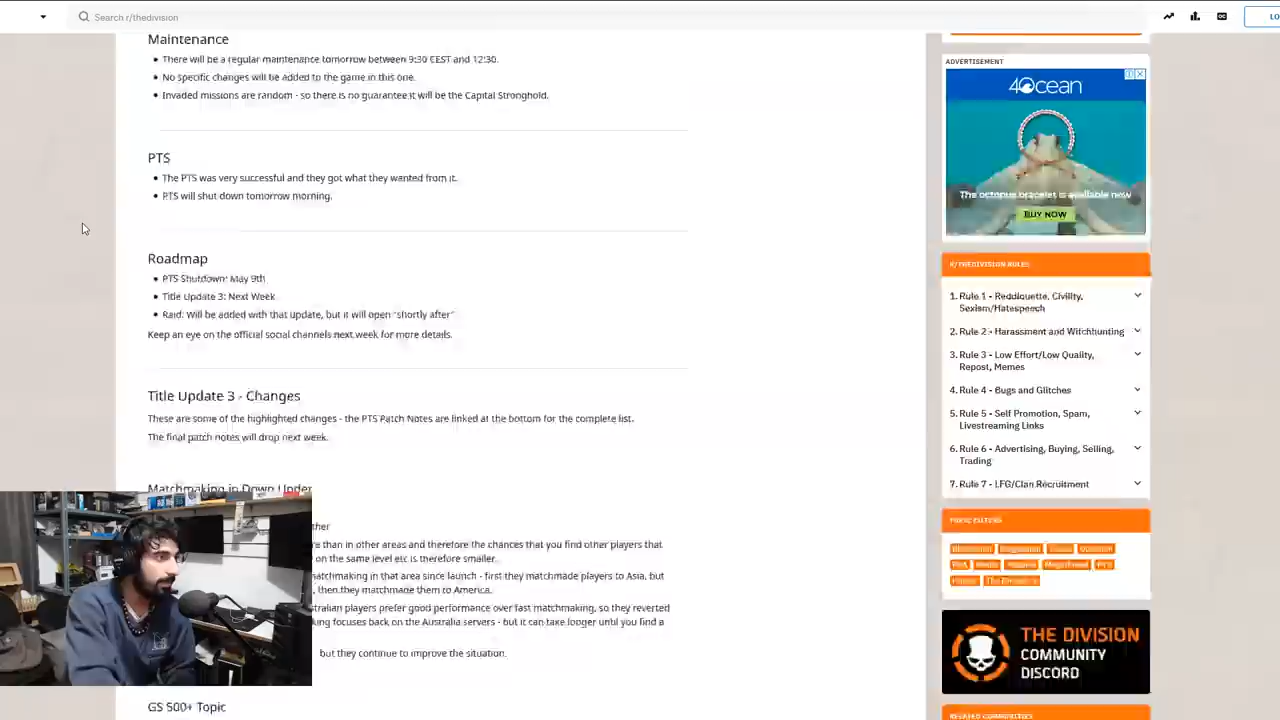 Search r/thedivision
LO
Maintenance
There will be a regular maintenance tomorrow between 9:30 CEST and 12:30.
No specific changes will be added to the game in this one.
Invaded missions are random - so there is no guarantee it will be the Capital Stronghold.
PTS
The PTS was very successful and they got what they wanted from it.
PTS will shut down tomorrow morning.
Roadmap
PTS Shutdown: May 9th
Title Update 3: Next Week
Raid: Will be added with that update, but it will open "shortly after"
Keep an eye on the official social channels next week for more details.
Title Update 3 - Changes
These are some of the highlighted changes - the PTS Patch Notes are linked at the bottom for the complete list.
The final patch notes will drop next week.
Matchmaking in Down Under
ther
e than in other areas and therefore the chances that you find other players that
on the same level etc is therefore smaller.
matchmaking in that area since launch - first they matchmade players to Asia, but
, then they matchmade them to America.
stralian players prefer good performance over fast matchmaking, so they reverted
ing focuses back on the Australia servers - but it can take longer until you find a
but they continue to improve the situation.
GS 500+ Topic
ADVERTISEMENT
4Ocean
The octopus bracelet is available now
BUY NOW
R/THEDIVISION RULES
1. Rule 1 - Reddiquette, Civility,
Sexism/Hatespeech
2. Rule 2 - Harassment and Witchhunting
3. Rule 3 - Low Effort/Low Quality,
Repost, Memes
4. Rule 4 - Bugs and Glitches
5. Rule 5 - Self Promotion, Spam,
Livestreaming Links
6. Rule 6 - Advertising, Buying, Selling,
Trading
7. Rule 7 - LFG/Clan Recruitment
TOPIC FILTERS
THE DIVISION
COMMUNITY
DISCORD
RELATED COMMUNITIES